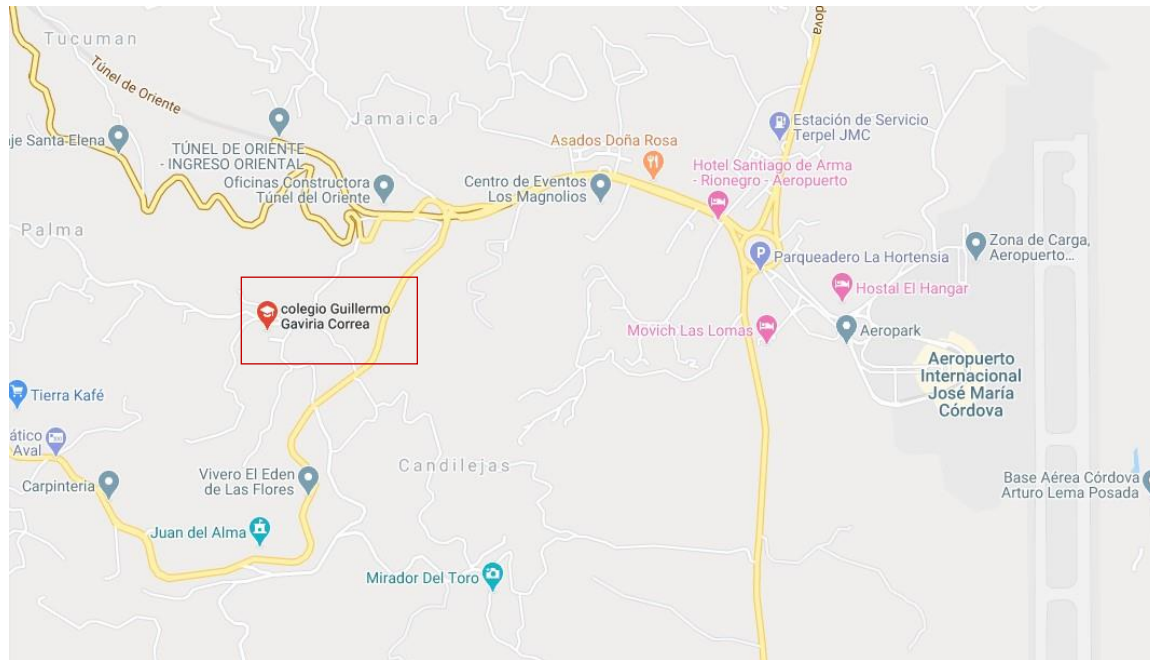 Tucuman
Túnel de Oriente
dova
je Santa-Elena
TÚNEL DE ORIENTE
- INGRESO ORIENTAL
Jamaica
Oficinas Constructora
Túnel del Oriente
Asados Doña Rosa
Centro de Eventos
Los Magnolios
Estación de Servicio
Terpel JMC
Hotel Santiago de Arma
- Rionegro - Aeropuerto
Palma
P
Parqueadero La Hortensia
Zona de Carga,
Aeropuerto...
Hostal El Hangar
colegio Guillermo
Gaviria Correa
Movich Las Lomas
Aeropark
Aeropuerto
Internacional
José María
Córdova
Tierra Kafé
ático
Aval
Carpinteria
Vivero El Eden
de Las Flores
Candilejas
Base Aérea Córdova
Arturo Lema Posada
Juan del Alma
Mirador Del Toro